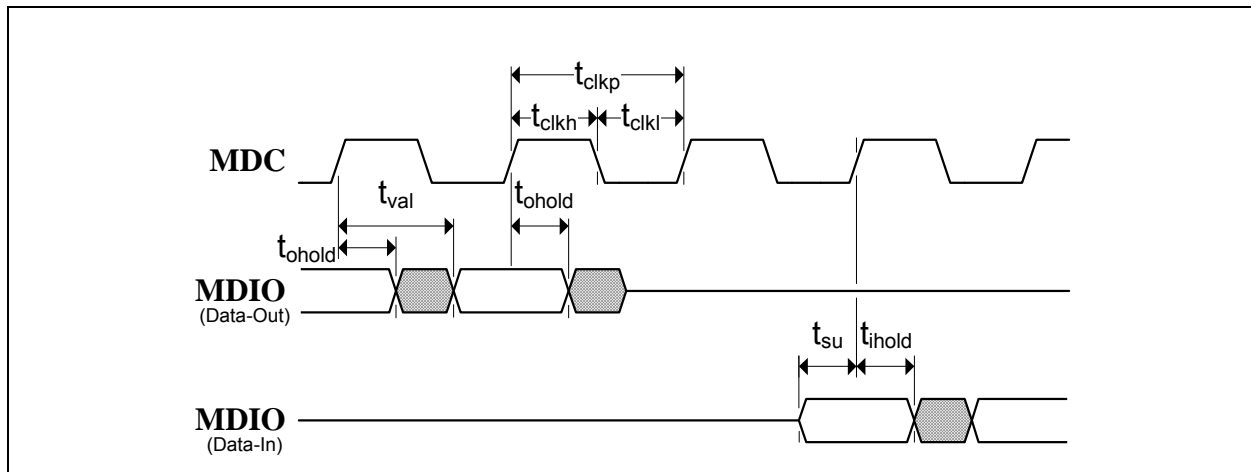 tclkp
tclkh tclkl
MDC
tval
tohold
tohold
MDIO
(Data-Out)
tsu tihold
MDIO
(Data-In)